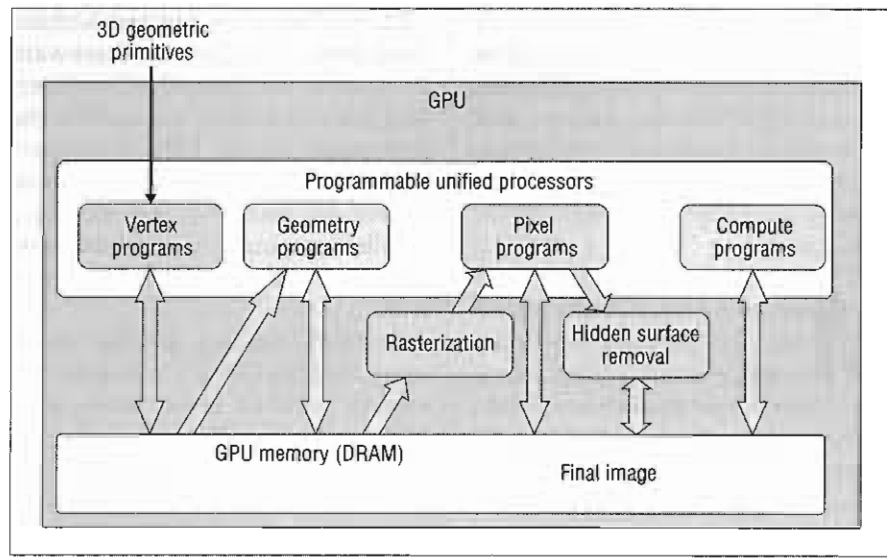 3D geometric
primitives
GPU
Programmable unified processors
Vertex
programs
Geometry
programs
Pixel
programs
Compute
programs
Rasterization
Hidden surface
removal
GPU memory (DRAM)
Final image